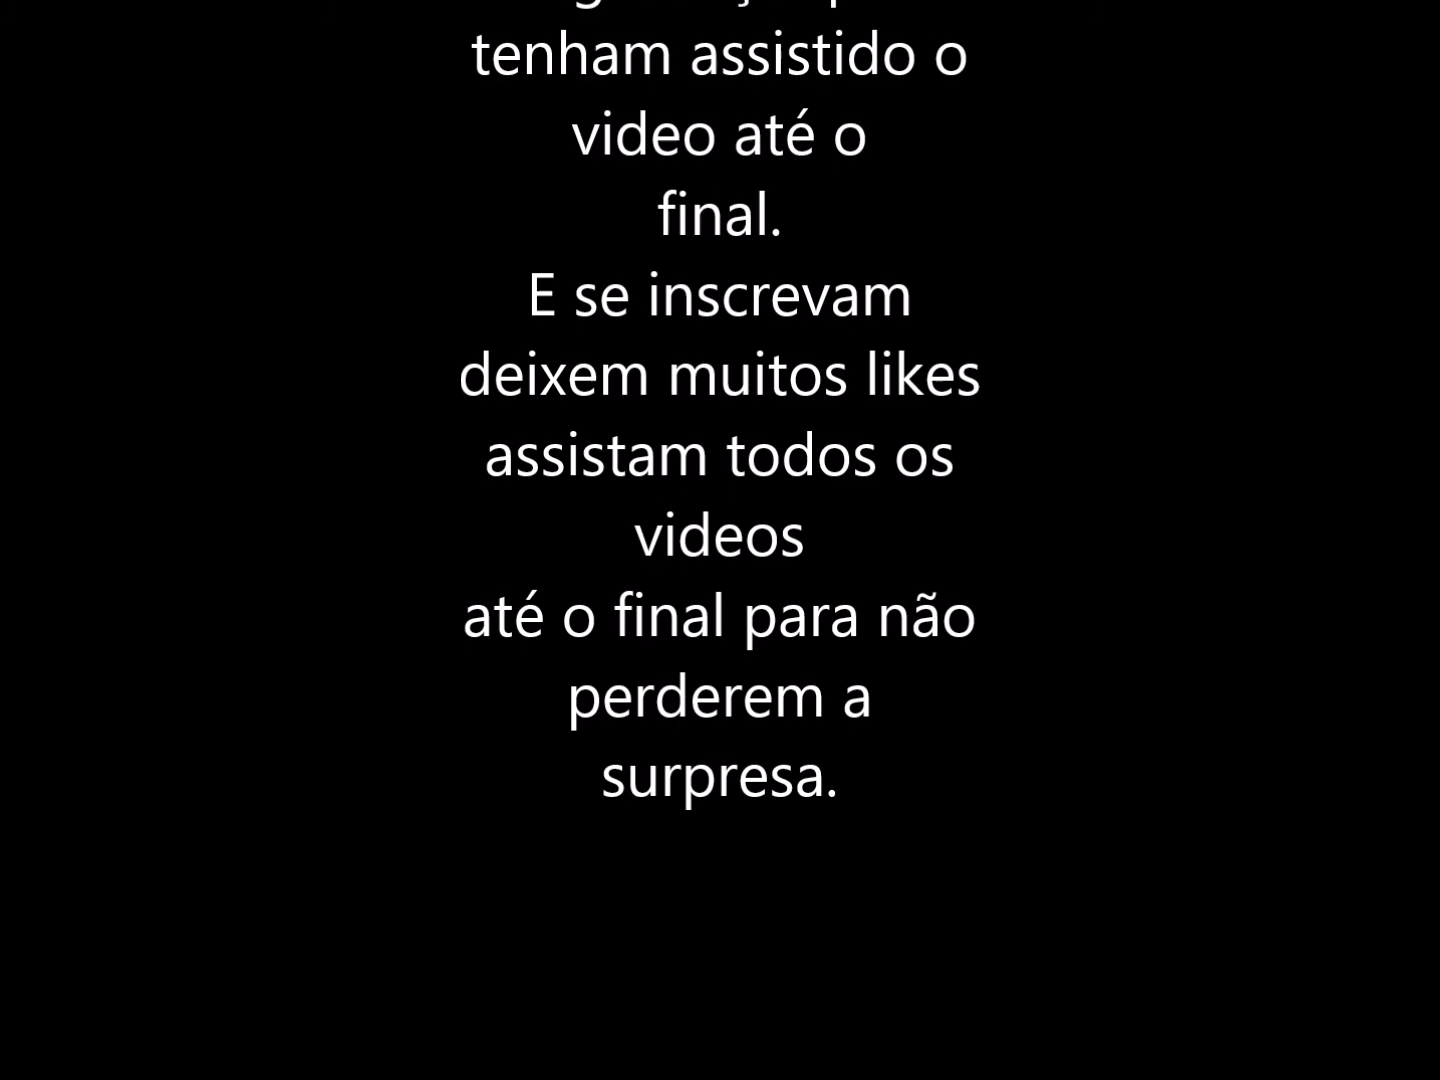 tenham assistido o
video até o
final.
E se inscrevam
deixem muitos likes
assistam todos os
videos
até o final para não
perderem a
surpresa.